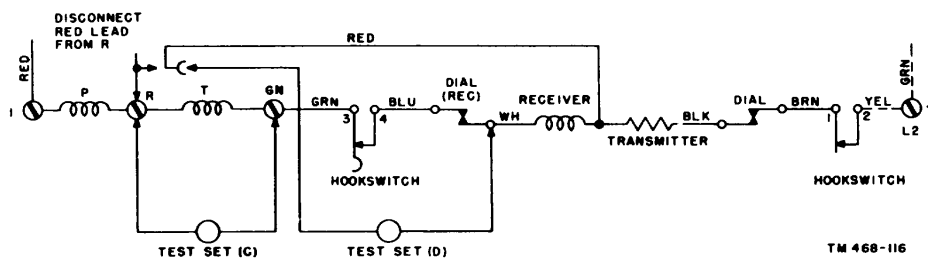 DISCONNECT
RED LEAD
FROM R
RED
RED
GRN
1
P
R
T
GN
GRN
3
4
BLU
DIAL
(REC)
WH
RECEIVER
TRANSMITTER
BLK
DIAL
BRN
1
2
YEL
L2
HOOKSWITCH
HOOKSWITCH
TEST SET (C)
TEST SET (D)
TM 468-116